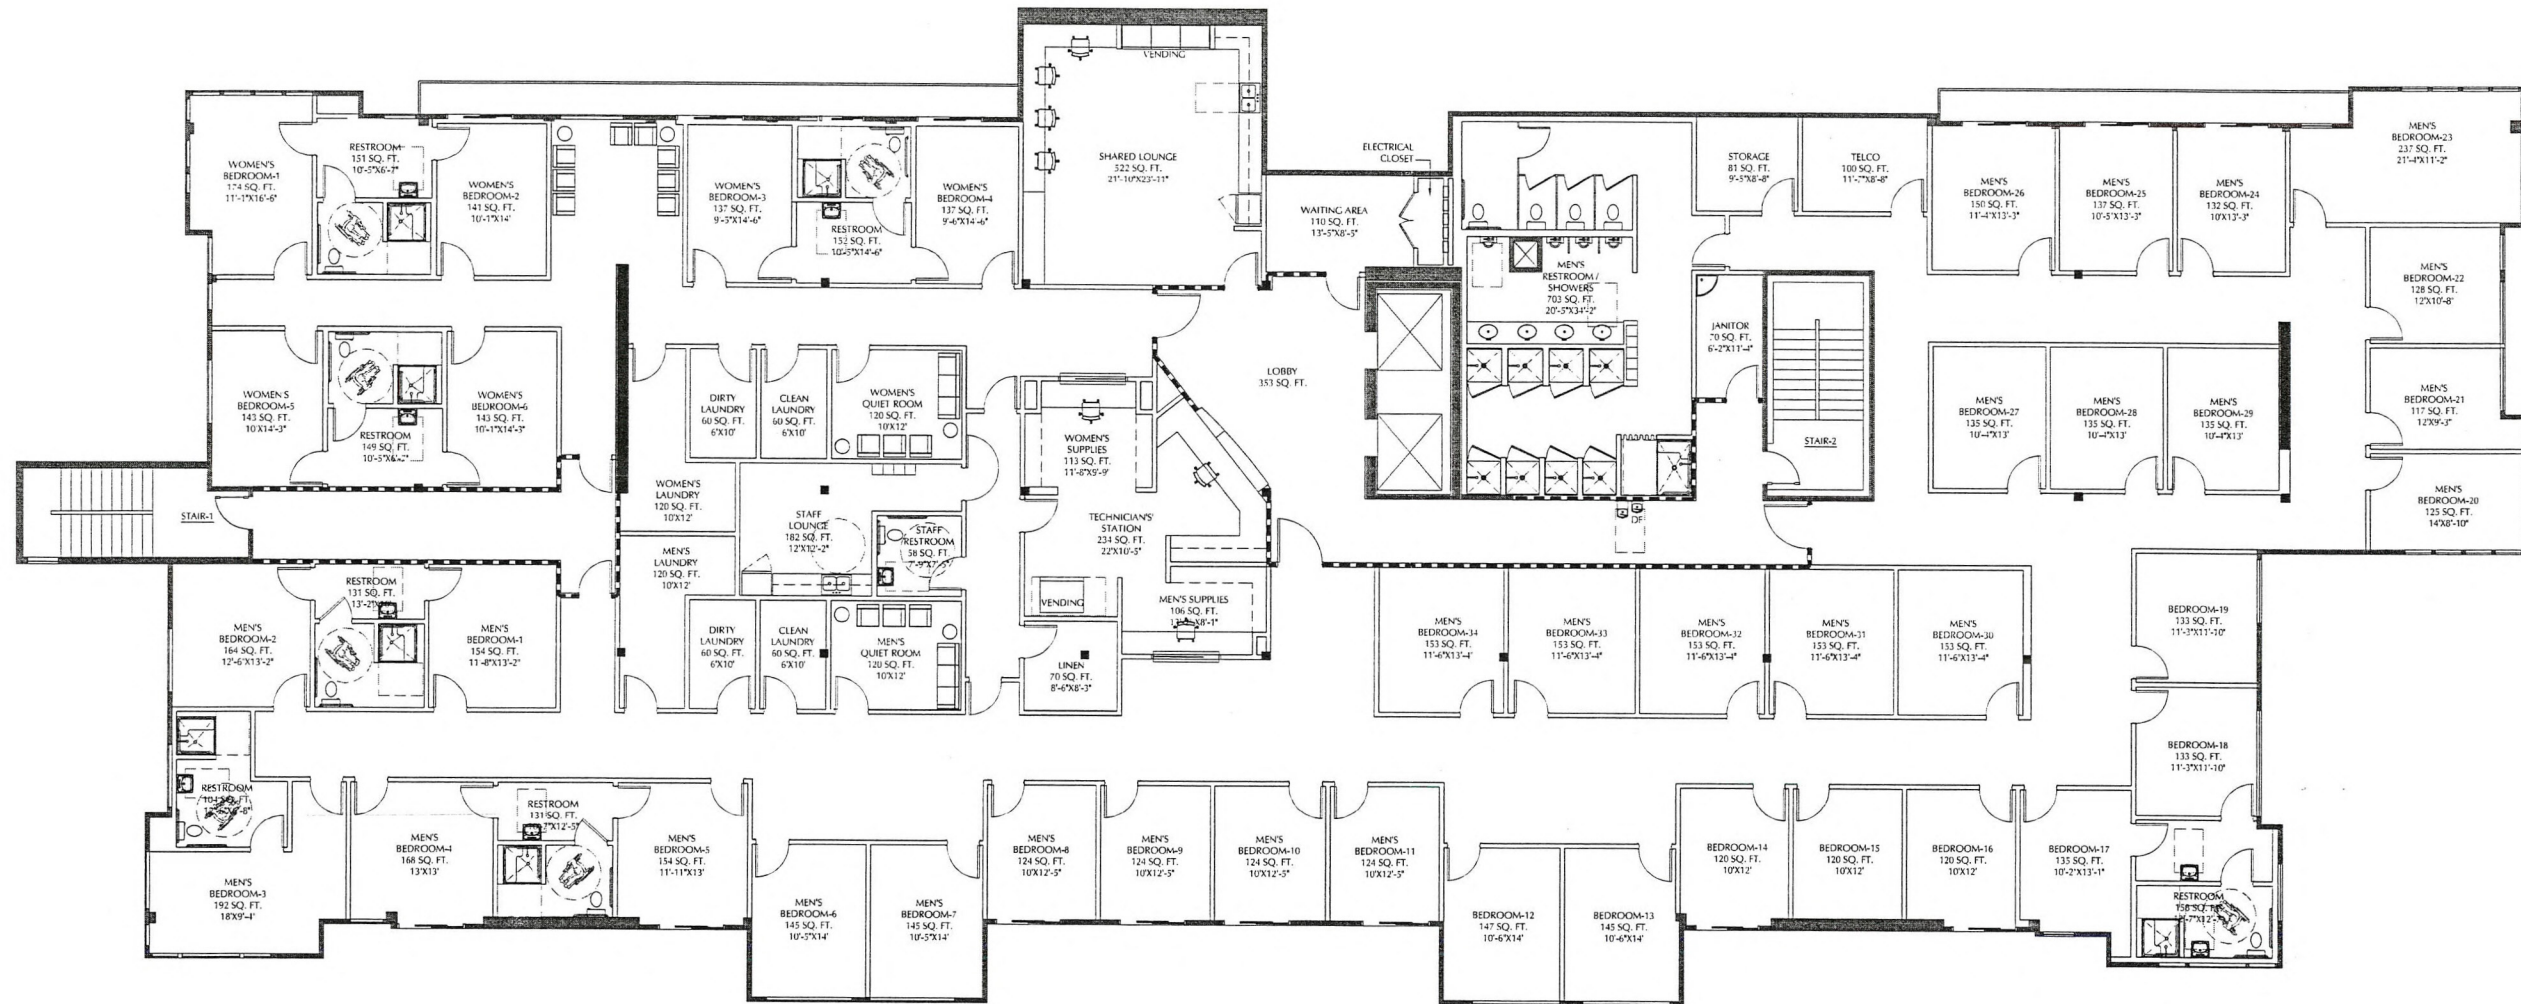 VENDING
SHARED LOUNGE
522 SQ. FT.
21'-10"X23'-11"
ELECTRICAL
CLOSET
WAITING AREA
110 SQ. FT.
13'-5"X8'-5"
WOMEN'S
BEDROOM-1
174 SQ. FT.
11'-1"X16'-6"
RESTROOM
151 SQ. FT.
10'-5"X6'-7"
WOMEN'S
BEDROOM-2
141 SQ. FT.
10'-1"X14'
WOMEN'S
BEDROOM-3
137 SQ. FT.
9'-5"X14'-6"
RESTROOM
152 SQ. FT.
10'-5"X14'-6"
WOMEN'S
BEDROOM-4
137 SQ. FT.
9'-6"X14'-6"
STORAGE
81 SQ. FT.
9'-5"X8'-8"
TELCO
100 SQ. FT.
11'-7"X8'-8"
MEN'S
BEDROOM-26
150 SQ. FT.
11'-4"X13'-3"
MEN'S
BEDROOM-25
137 SQ. FT.
10'-5"X13'-3"
MEN'S
BEDROOM-24
132 SQ. FT.
10'X13'-3"
MEN'S
BEDROOM-23
237 SQ. FT.
21'-4"X11'-2"
MEN'S
BEDROOM-22
128 SQ. FT.
12'X10'-8"
MEN'S
RESTROOM /
SHOWERS
703 SQ. FT.
20'-5"X34'-2"
JANITOR
70 SQ. FT.
6'-2"X11'-4"
STAIR-2
LOBBY
353 SQ. FT.
WOMEN'S
BEDROOM-5
143 SQ. FT.
10'X14'-3"
RESTROOM
149 SQ. FT.
10'-5"X6'-7"
WOMEN'S
BEDROOM-6
143 SQ. FT.
10'-1"X14'-3"
DIRTY
LAUNDRY
60 SQ. FT.
6'X10'
CLEAN
LAUNDRY
60 SQ. FT.
6'X10'
WOMEN'S
QUIET ROOM
120 SQ. FT.
10'X12'
WOMEN'S
SUPPLIES
113 SQ. FT.
11'-8"X9'-9'
MEN'S
BEDROOM-27
135 SQ. FT.
10'-4"X13'
MEN'S
BEDROOM-28
135 SQ. FT.
10'-4"X13'
MEN'S
BEDROOM-29
135 SQ. FT.
10'-4"X13'
MEN'S
BEDROOM-21
117 SQ. FT.
12'X9'-3"
MEN'S
BEDROOM-20
125 SQ. FT.
14'X8'-10"
STAIR-1
WOMEN'S
LAUNDRY
120 SQ. FT.
10'X12'
STAFF
LOUNGE
182 SQ. FT.
12'X12'-2"
STAFF
RESTROOM
58 SQ. FT.
7'-9"X7'-5"
TECHNICIANS'
STATION
234 SQ. FT.
22'X10'-5"
DF
MEN'S
LAUNDRY
120 SQ. FT.
10'X12'
VENDING
MEN'S SUPPLIES
106 SQ. FT.
X8'-1"
MEN'S
BEDROOM-2
164 SQ. FT.
12'-6"X13'-2"
RESTROOM
131 SQ. FT.
MEN'S
BEDROOM-1
154 SQ. FT.
11'-8"X13'-2"
DIRTY
LAUNDRY
60 SQ. FT.
6'X10'
CLEAN
LAUNDRY
60 SQ. FT.
6'X10'
MEN'S
QUIET ROOM
120 SQ. FT.
10'X12'
LINEN
70 SQ. FT.
8'-6"X8'-3"
MEN'S
BEDROOM-34
153 SQ. FT.
11'-6"X13'-4"
MEN'S
BEDROOM-33
153 SQ. FT.
11'-6"X13'-4"
MEN'S
BEDROOM-32
153 SQ. FT.
11'-6"X13'-4"
MEN'S
BEDROOM-31
153 SQ. FT.
11'-6"X13'-4"
MEN'S
BEDROOM-30
153 SQ. FT.
11'-6"X13'-4"
BEDROOM-19
133 SQ. FT.
11'-3"X11'-10"
BEDROOM-18
133 SQ. FT.
11'-3"X11'-10"
RESTROOM
MEN'S
BEDROOM-3
192 SQ. FT.
18'X9'-4'
MEN'S
BEDROOM-4
168 SQ. FT.
13'X13'
RESTROOM
131 SQ. FT.
X12'-5"
MEN'S
BEDROOM-5
154 SQ. FT.
11'-11"X13'
MEN'S
BEDROOM-6
145 SQ. FT.
10'-5"X14'
MEN'S
BEDROOM-7
145 SQ. FT.
10'-5"X14'
MEN'S
BEDROOM-8
124 SQ. FT.
10'X12'-5"
MEN'S
BEDROOM-9
124 SQ. FT.
10'X12'-5"
MEN'S
BEDROOM-10
124 SQ. FT.
10'X12'-5"
MEN'S
BEDROOM-11
124 SQ. FT.
10'X12'-5"
BEDROOM-12
147 SQ. FT.
10'-6"X14'
BEDROOM-13
145 SQ. FT.
10'-6"X14'
BEDROOM-14
120 SQ. FT.
10'X12'
BEDROOM-15
120 SQ. FT.
10'X12'
BEDROOM-16
120 SQ. FT.
10'X12'
BEDROOM-17
135 SQ. FT.
10'-2"X13'-1"
RESTROOM
158 SQ. FT.